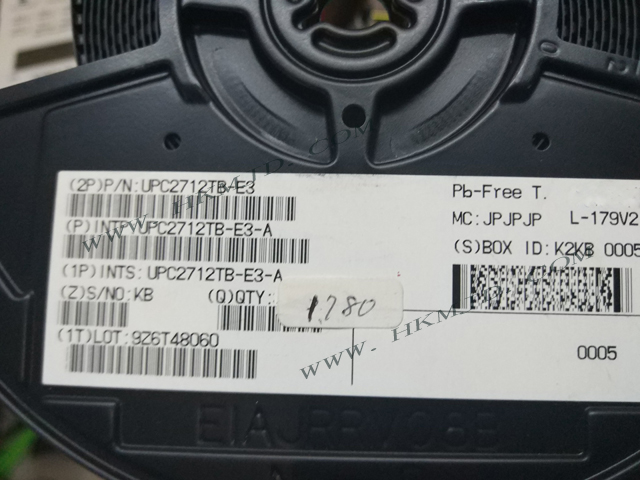 (2P)P/N:UPC2712TB-E3
Pb-Free T.
(P)INTP:UPC2712TB-E3-A
MC:JPJPJP L-179V2
(1P)INTS:UPC2712TB-E3-A
(S)BOX ID:K2KB 0005
(Z)S/NO:KB (Q)QTY:
1,780
(1T)LOT:9Z6T48060
0005